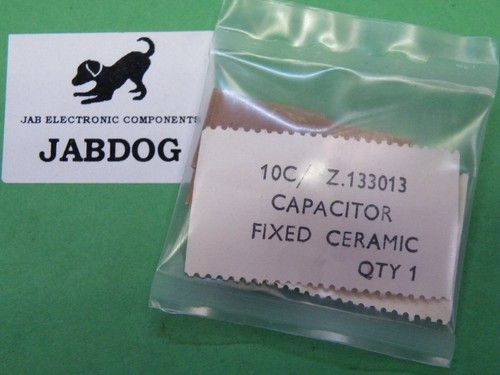 JAB ELECTRONIC COMPONENTS
JABDOG
10C/ Z.133013
CAPACITOR
FIXED CERAMIC
QTY 1